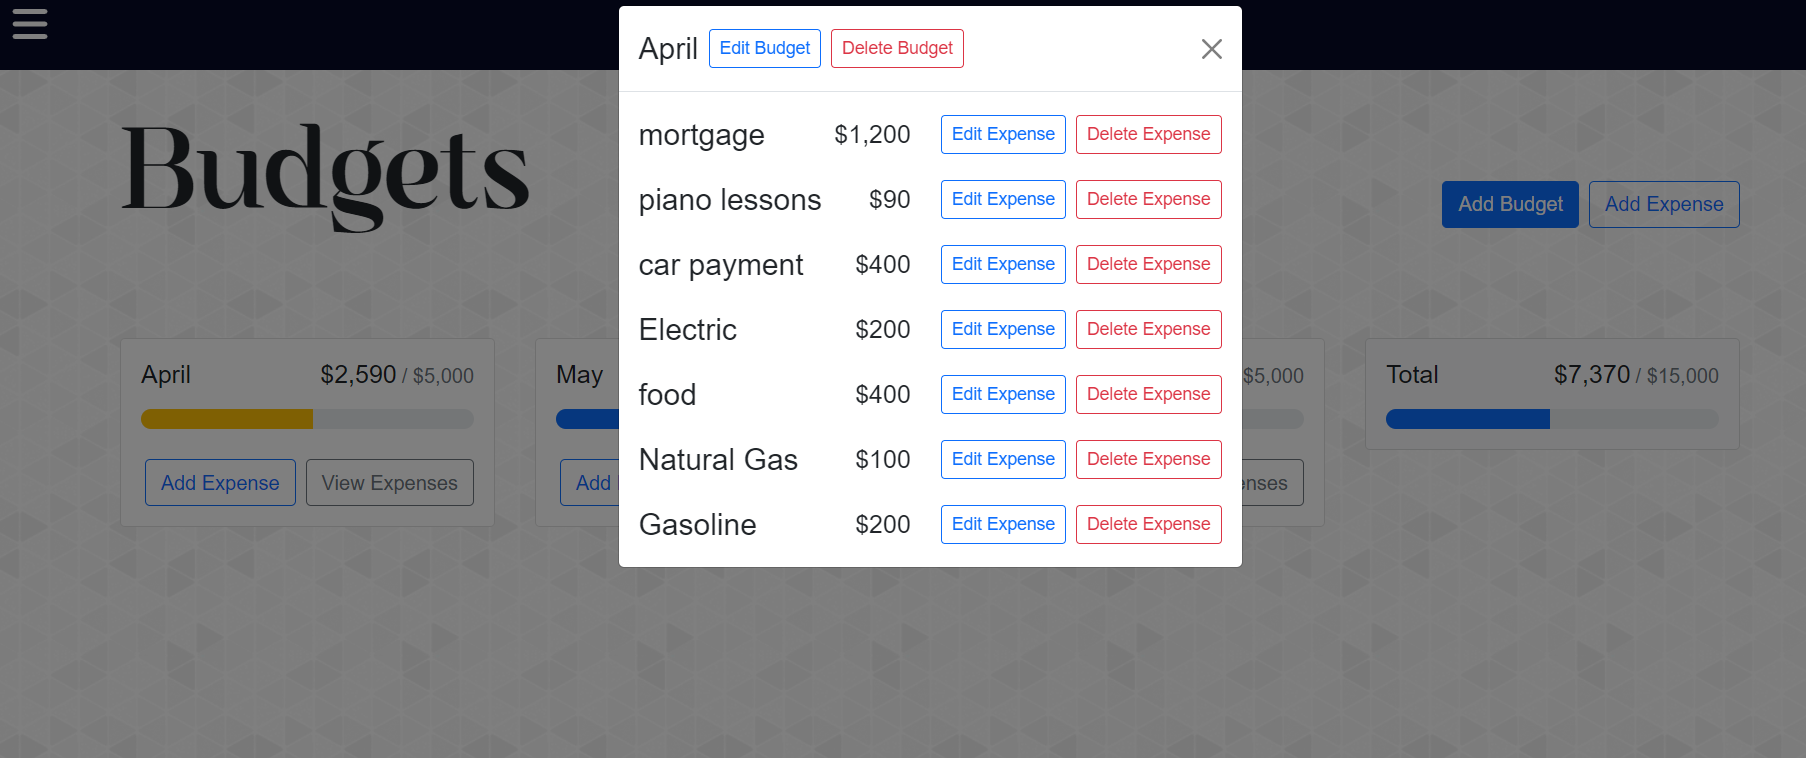 April Edit Budget Delete Budget
mortgage $1,200 Edit Expense Delete Expense
piano lessons $90 Edit Expense Delete Expense
car payment $400 Edit Expense Delete Expense
Electric $200 Edit Expense Delete Expense
food $400 Edit Expense Delete Expense
Natural Gas $100 Edit Expense Delete Expense
Gasoline $200 Edit Expense Delete Expense
Budgets
Add Budget Add Expense
April $2,590 / $5,000
Add Expense View Expenses
May
Add
$5,000
Total $7,370 / $15,000